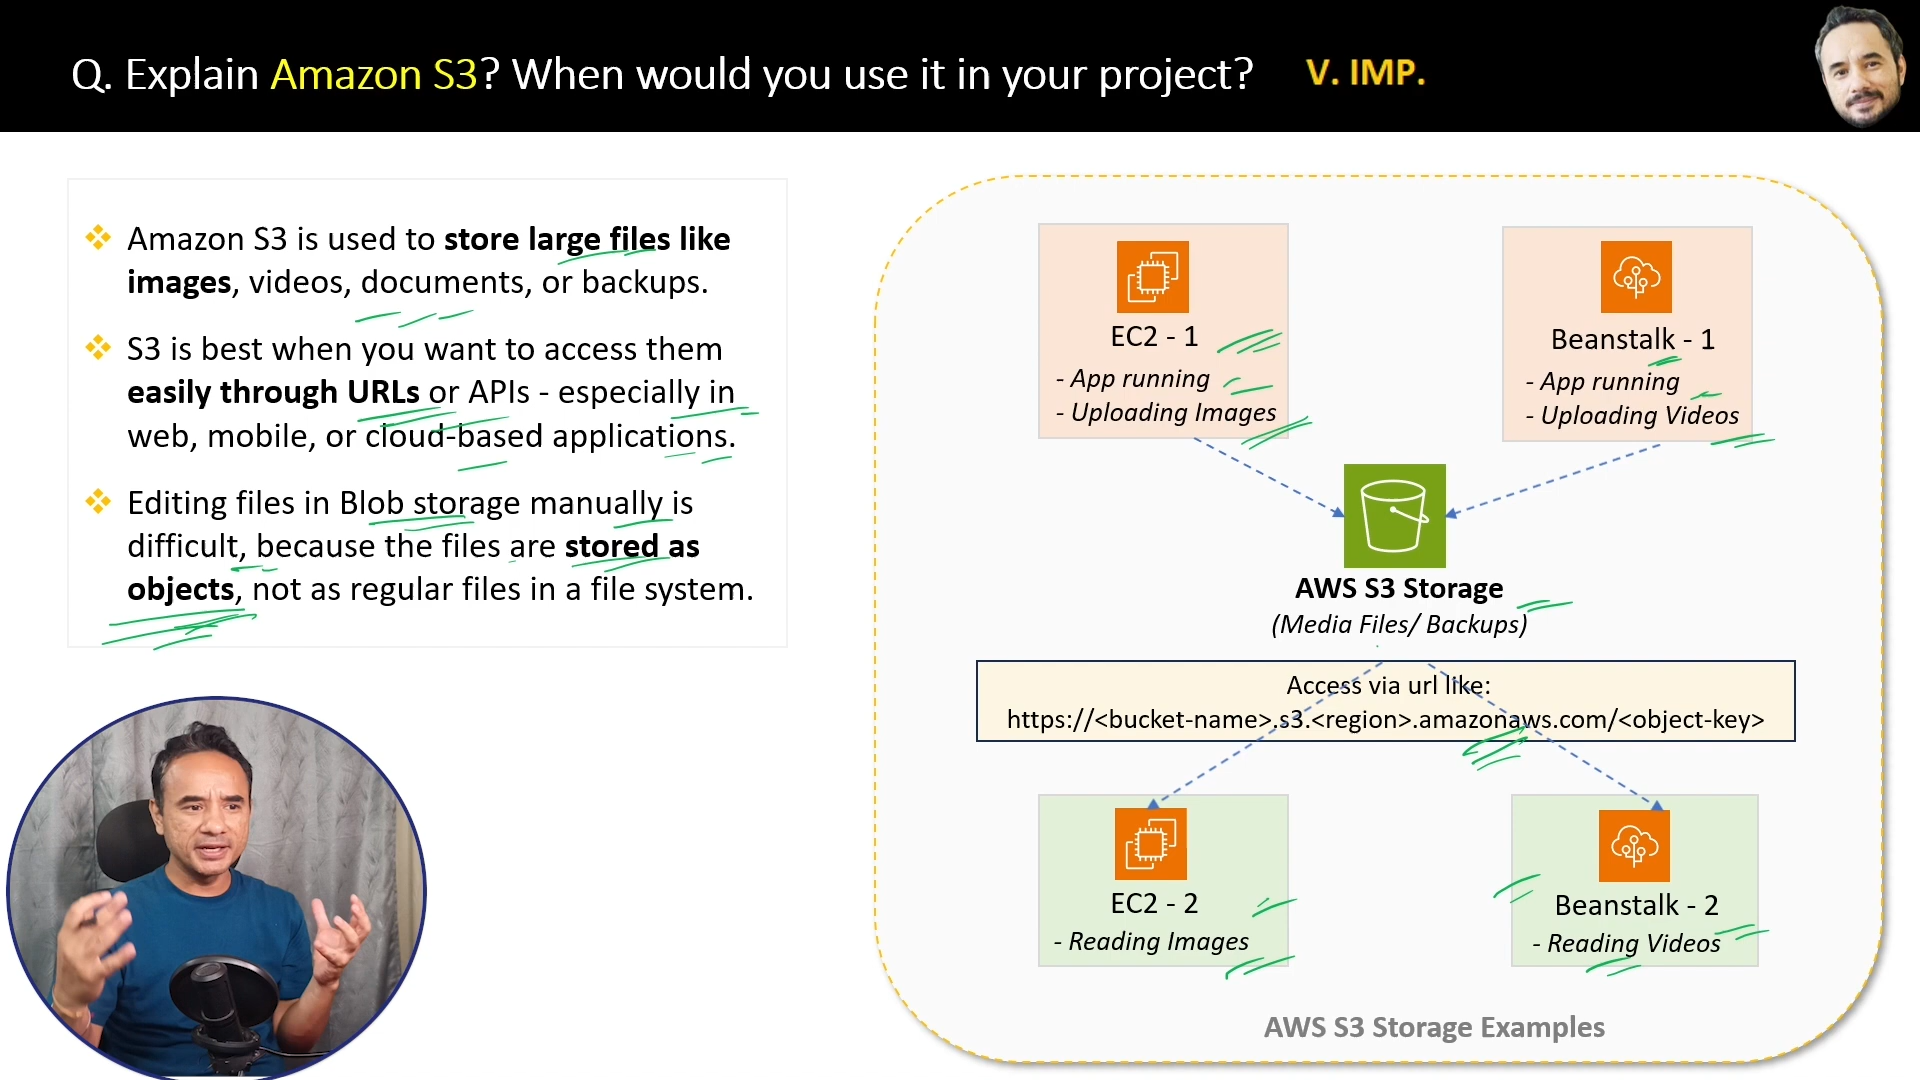 Q. Explain Amazon S3? When would you use it in your project? V. IMP.
❖ Amazon S3 is used to store large files like
images, videos, documents, or backups.
❖ S3 is best when you want to access them
easily through URLs or APIs - especially in
web, mobile, or cloud-based applications.
❖ Editing files in Blob storage manually is
difficult, because the files are stored as
objects, not as regular files in a file system.
EC2 - 1
- App running
- Uploading Images
Beanstalk - 1
- App running
- Uploading Videos
AWS S3 Storage
(Media Files/ Backups)
Access via url like:
https://<bucket-name>.s3.<region>.amazonaws.com/<object-key>
EC2 - 2
- Reading Images
Beanstalk - 2
- Reading Videos
AWS S3 Storage Examples